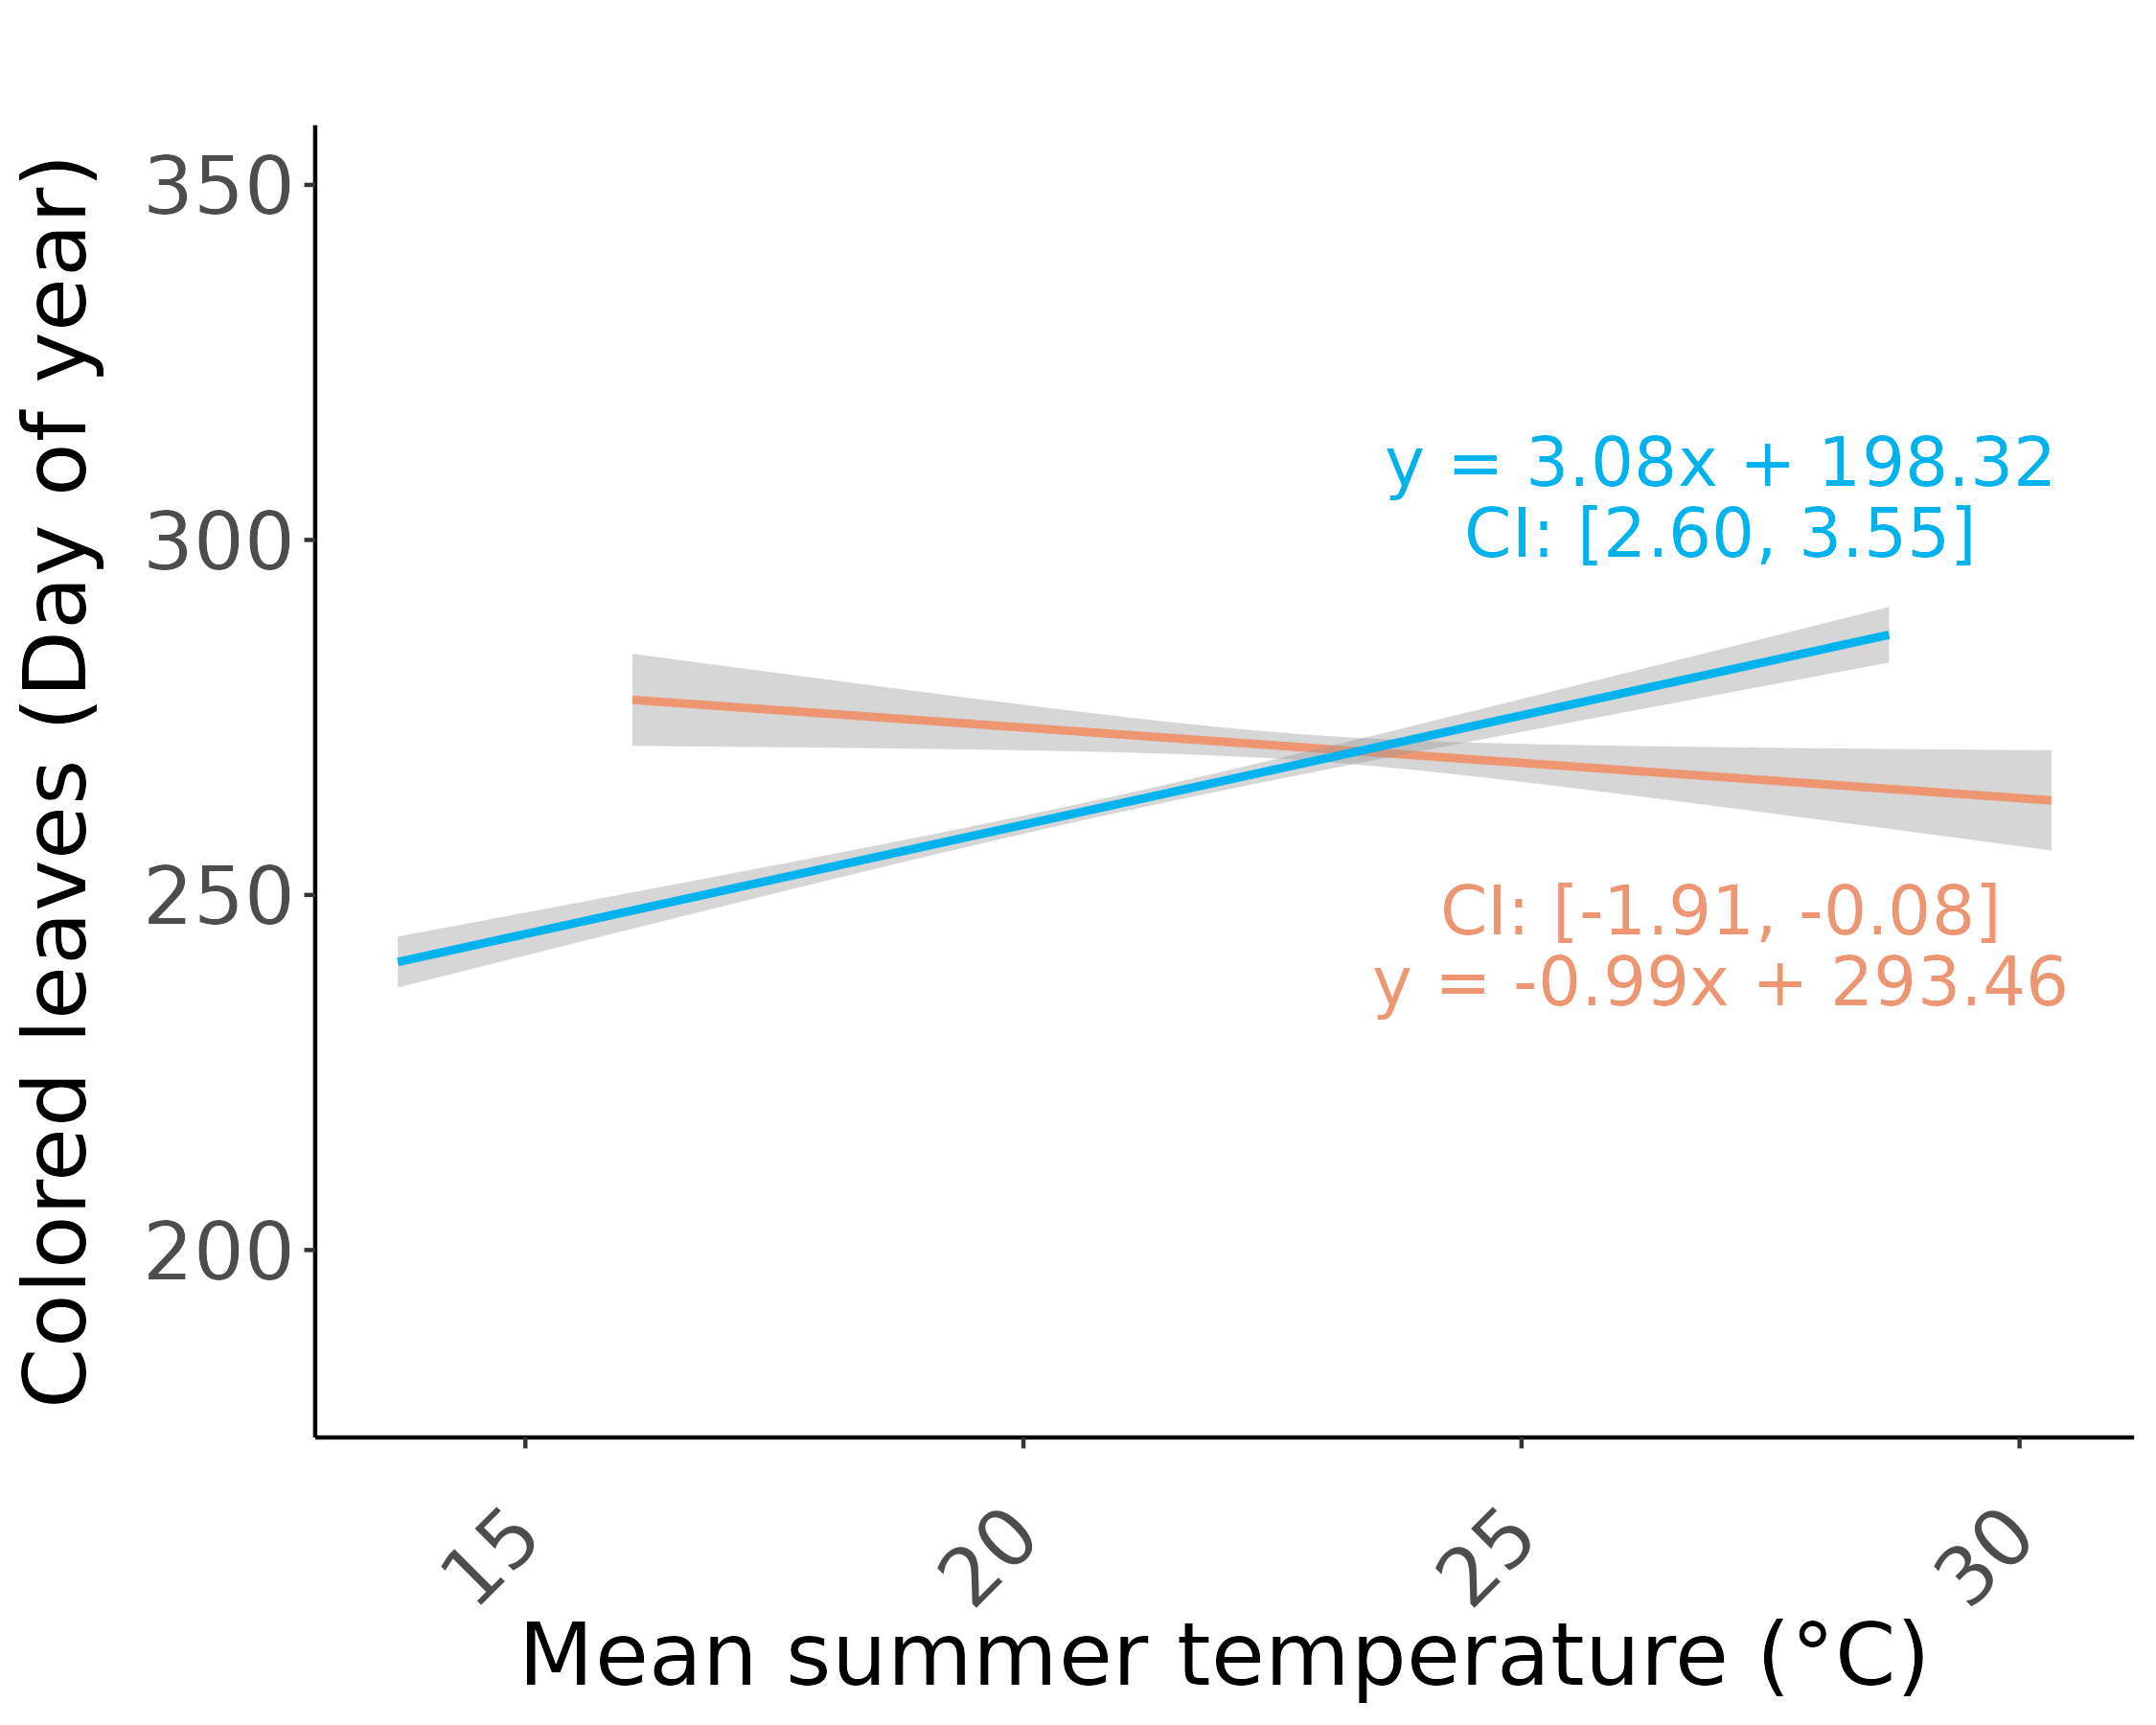 Colored leaves (Day of year)
350
300
250
200
y = 3.08x + 198.32
CI: [2.60, 3.55]
CI: [-1.91, -0.08]
y = -0.99x + 293.46
15
20
25
30
Mean summer temperature (°C)